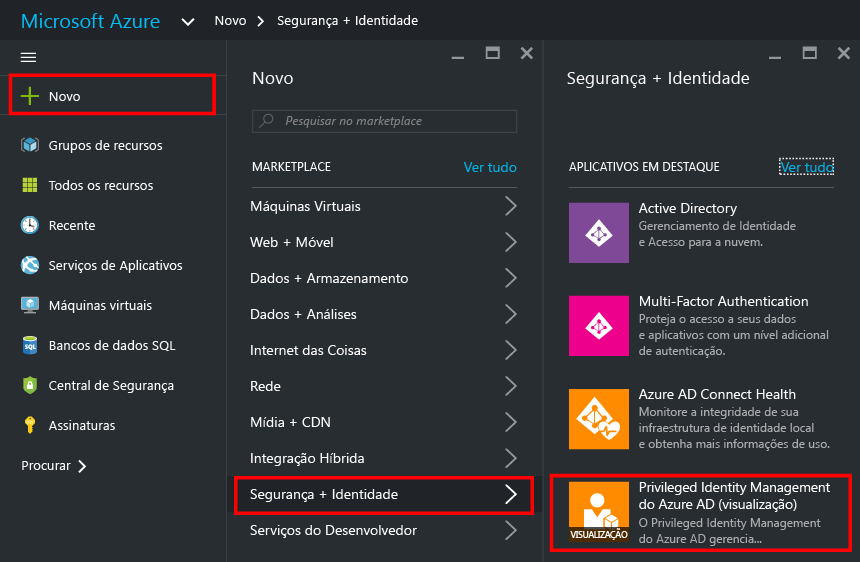 Microsoft Azure Novo Segurança + Identidade
Novo
Grupos de recursos
Todos os recursos
Recente
Serviços de Aplicativos
Máquinas virtuais
SQL Bancos de dados SQL
Central de Segurança
Assinaturas
Procurar
Novo
Pesquisar no marketplace
MARKETPLACE Ver tudo
Máquinas Virtuais
Web + Móvel
Dados + Armazenamento
Dados + Análises
Internet das Coisas
Rede
Mídia + CDN
Integração Híbrida
Segurança + Identidade
Serviços do Desenvolvedor
Segurança + Identidade
APLICATIVOS EM DESTAQUE Ver tudo
Active Directory
Gerenciamento de Identidade
e Acesso para a nuvem.
Multi-Factor Authentication
Proteja o acesso a seus dados
e aplicativos com um nível adicional
de autenticação.
Azure AD Connect Health
Monitore a integridade de sua
infraestrutura de identidade local
e obtenha mais informações de uso.
Privileged Identity Management
do Azure AD (visualização)
O Privileged Identity Management
do Azure AD gerencia...
VISUALIZAÇÃO